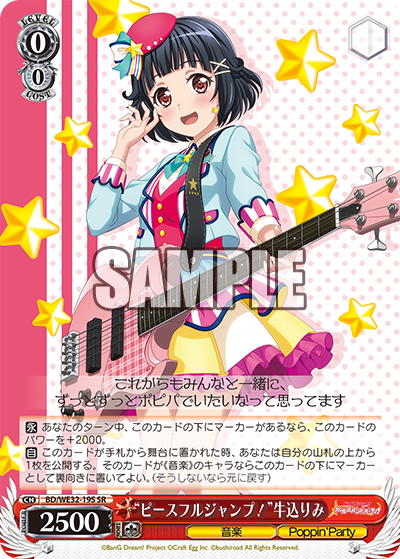 LEVEL
0
0
COST
SAMPLE
これからもみんなと一緒に、
ずっとずっとポピパでいたいなって思ってます
永 あなたのターン中、このカードの下にマーカーがあるなら、このカードの
パワーを+2000。
自 このカードが手札から舞台に置かれた時、あなたは自分の山札の上から
1枚を公開する。そのカードが《音楽》のキャラならこのカードの下にマーカー
として裏向きに置いてよい。(そうしないなら元に戻す)
CH BD/WE32-19S SR
“ピースフルジャンプ！”牛込りみ
2500
音楽
Poppin'Party
©BanG Dream! Project ©Craft Egg Inc. ©bushiroad All Rights Reserved.